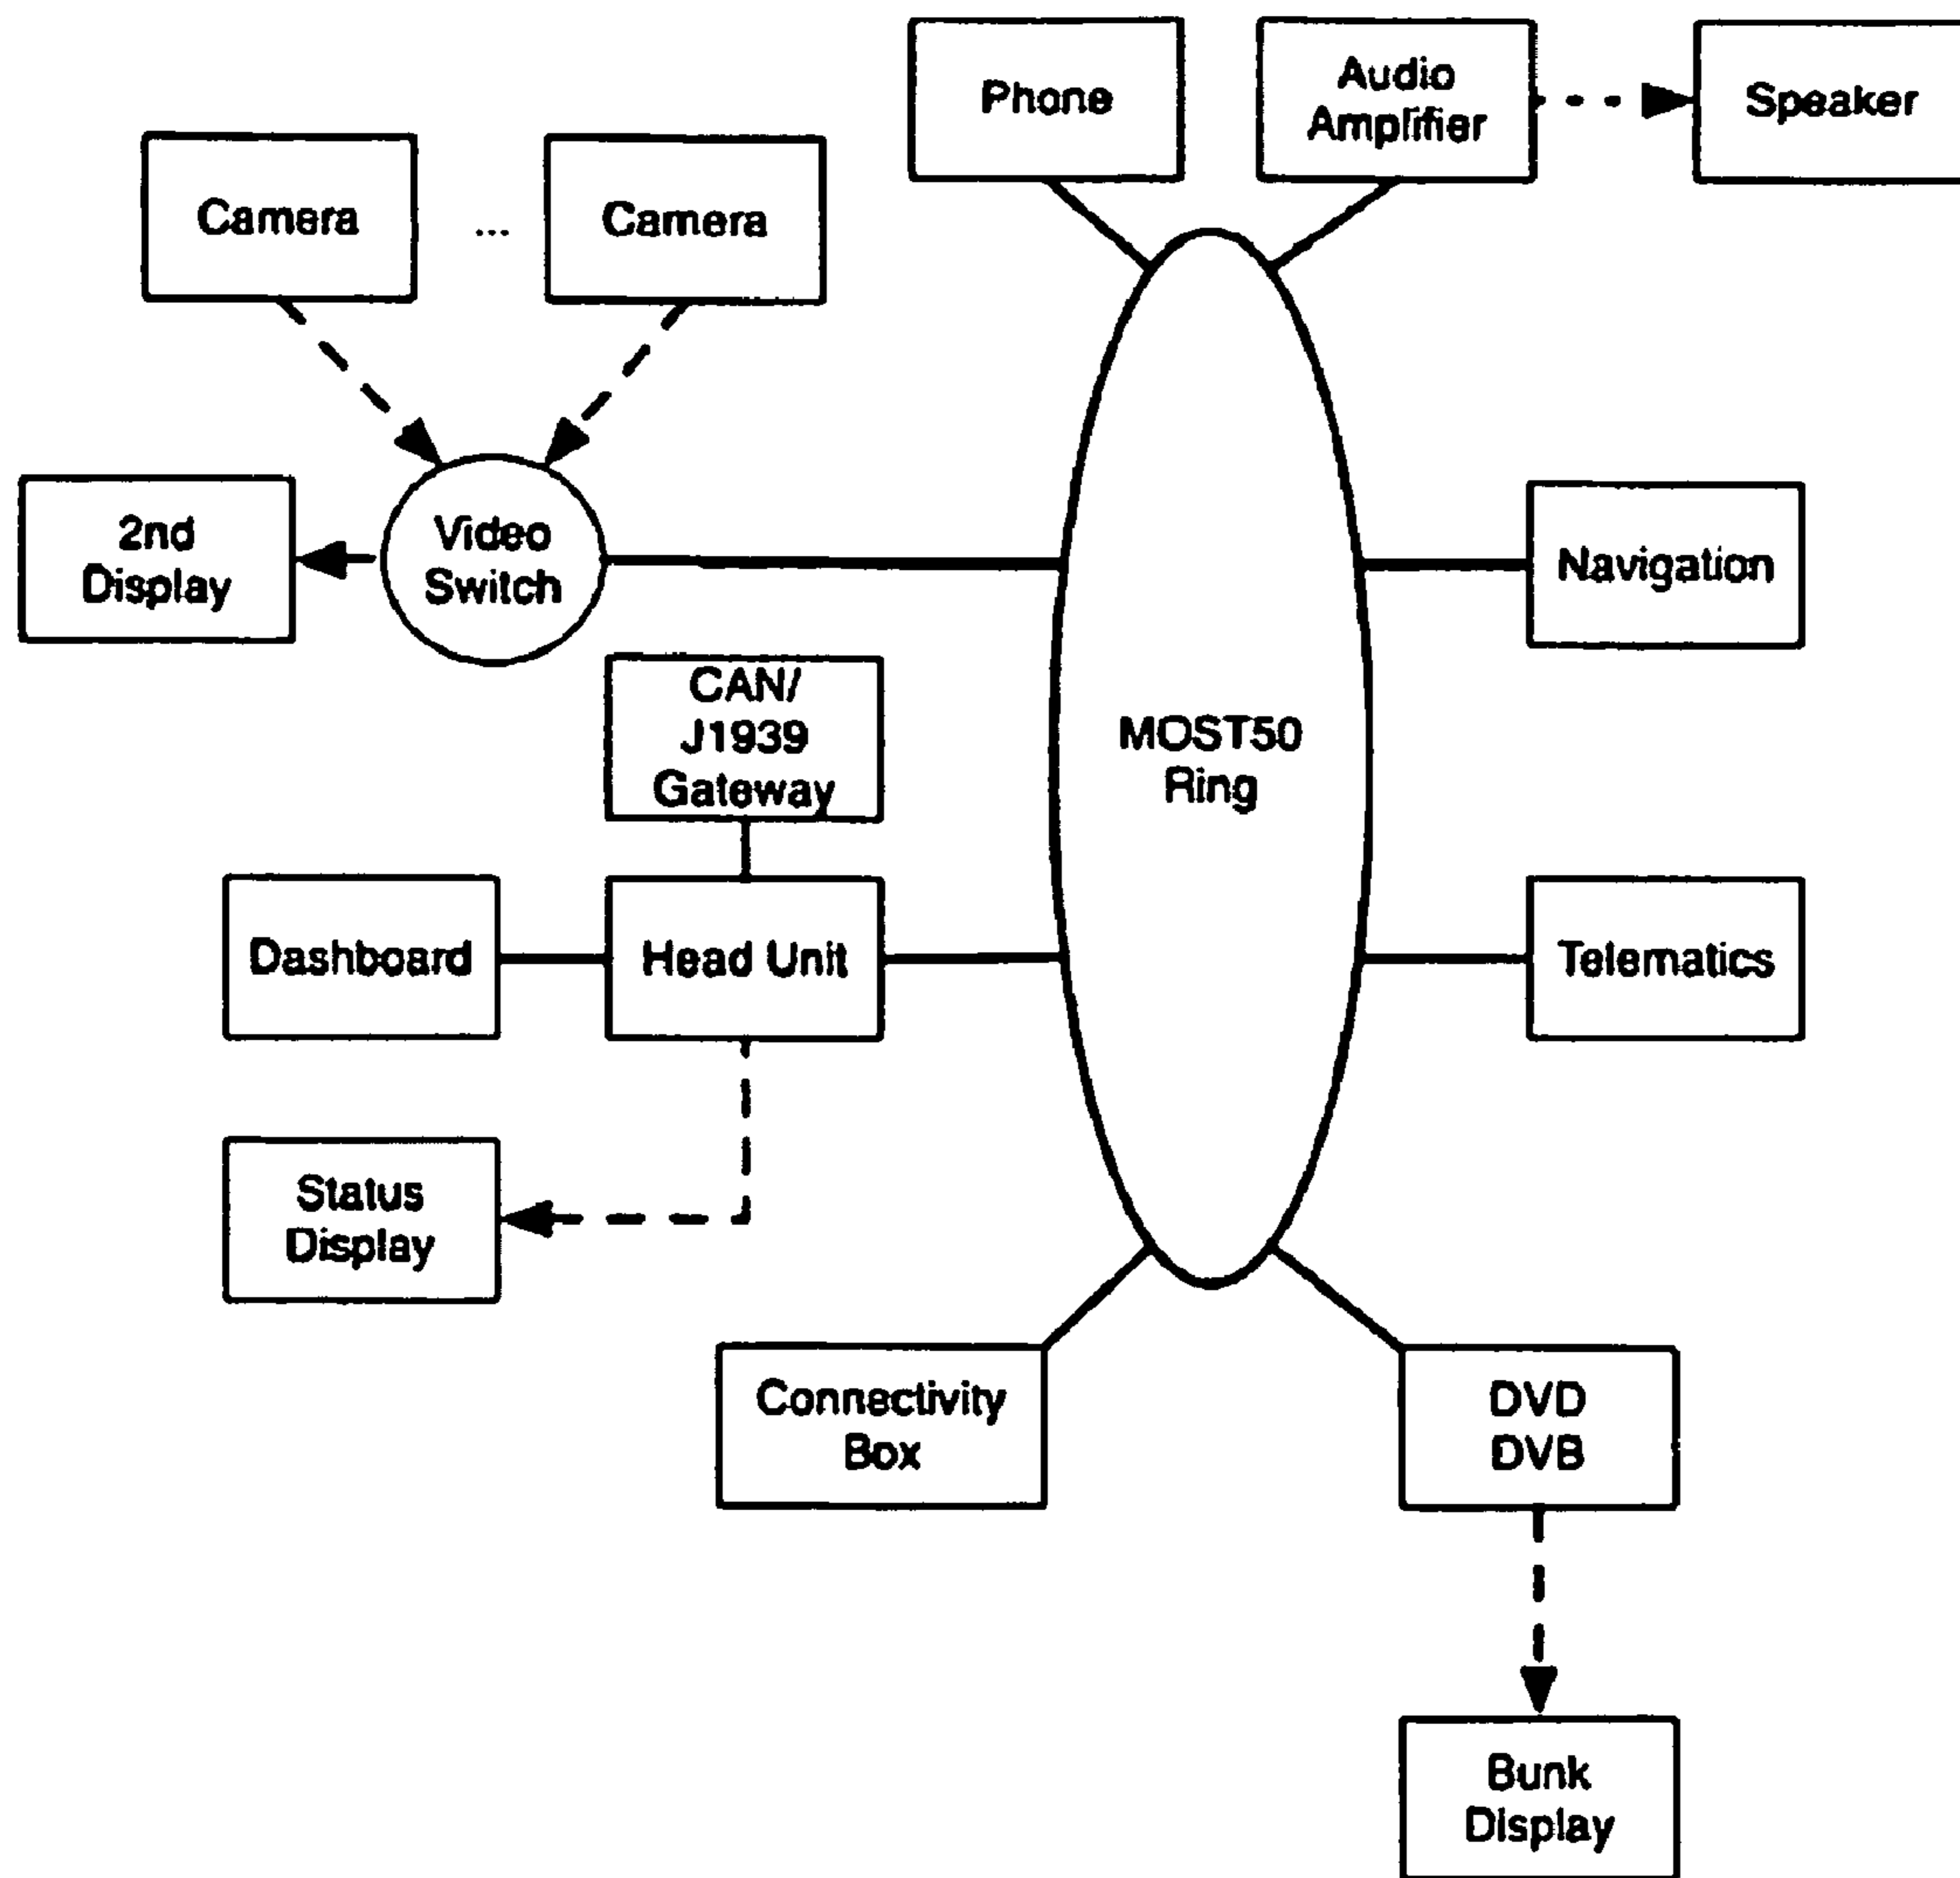 Phone
Audio
Amplifier
Speaker
Camera
...
Camera
2nd
Display
Video
Switch
Navigation
CAN/
J1939
Gateway
MOST50
Ring
Dashboard
Head Unit
Telematics
Status
Display
Connectivity
Box
DVD
DVB
Bunk
Display